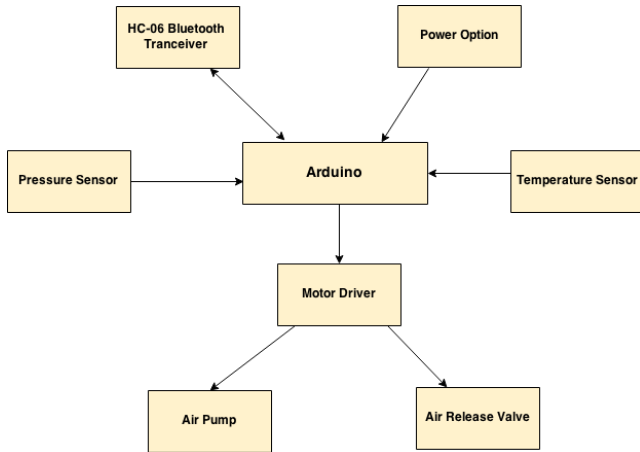 HC-06 Bluetooth
Tranceiver
Power Option
Pressure Sensor
Arduino
Temperature Sensor
Motor Driver
Air Pump
Air Release Valve